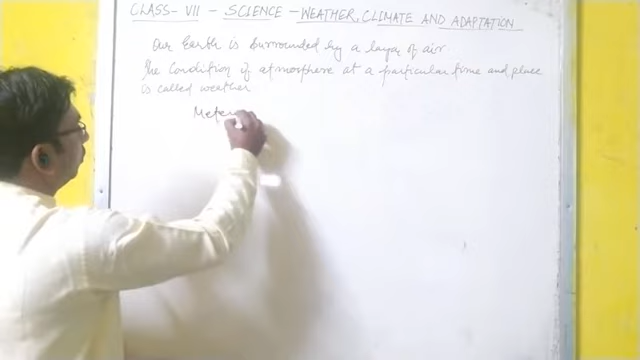 CLASS- VII - SCIENCE - WEATHER, CLIMATE AND ADAPTATION
Our Earth is surrounded by a layer of air
The Condition of atmosphere at a particular time and place
is called weather
Mete